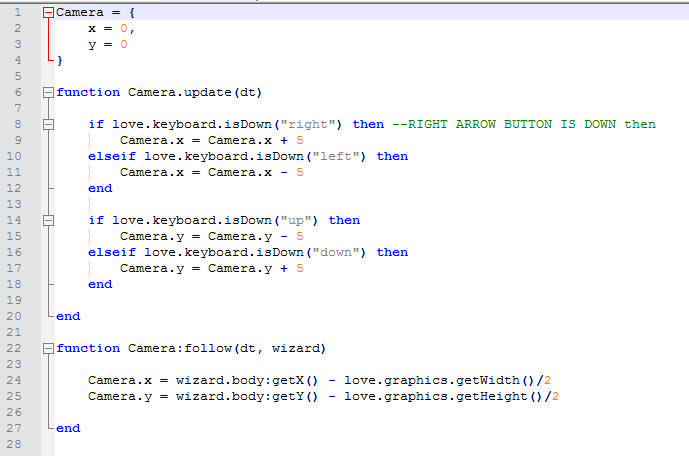 1 Camera = {
2     x = 0,
3     y = 0
4 }
5
6 function Camera.update(dt)
7
8     if love.keyboard.isDown("right") then --RIGHT ARROW BUTTON IS DOWN then
9         Camera.x = Camera.x + 5
10     elseif love.keyboard.isDown("left") then
11         Camera.x = Camera.x - 5
12     end
13
14     if love.keyboard.isDown("up") then
15         Camera.y = Camera.y - 5
16     elseif love.keyboard.isDown("down") then
17         Camera.y = Camera.y + 5
18     end
19
20 end
21
22 function Camera:follow(dt, wizard)
23
24     Camera.x = wizard.body:getX() - love.graphics.getWidth()/2
25     Camera.y = wizard.body:getY() - love.graphics.getHeight()/2
26
27 end
28